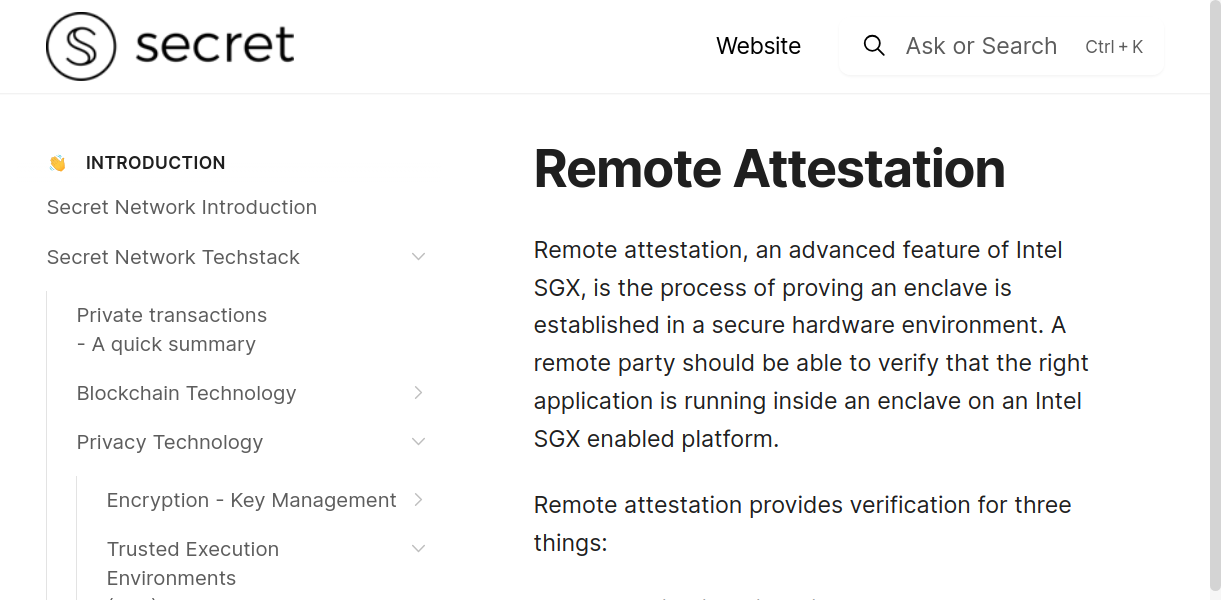 secret
Website
Ask or Search
Ctrl + K
INTRODUCTION
Secret Network Introduction
Secret Network Techstack
Private transactions
- A quick summary
Blockchain Technology
Privacy Technology
Encryption - Key Management
Trusted Execution
Environments
Remote Attestation
Remote attestation, an advanced feature of Intel
SGX, is the process of proving an enclave is
established in a secure hardware environment. A
remote party should be able to verify that the right
application is running inside an enclave on an Intel
SGX enabled platform.
Remote attestation provides verification for three
things: